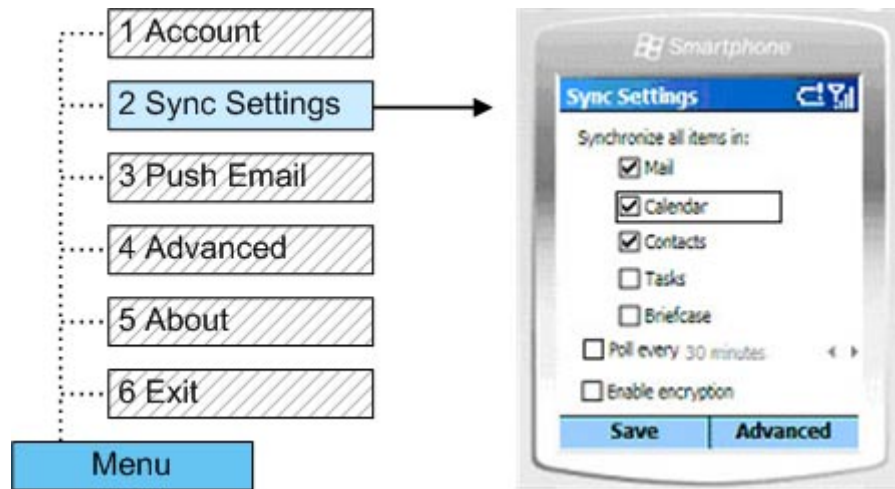 1 Account
2 Sync Settings
3 Push Email
4 Advanced
5 About
6 Exit
Menu
Smartphone
Sync Settings
Synchronize all items in:
Mail
Calendar
Contacts
Tasks
Briefcase
Poll every 30 minutes
Enable encryption
Save Advanced